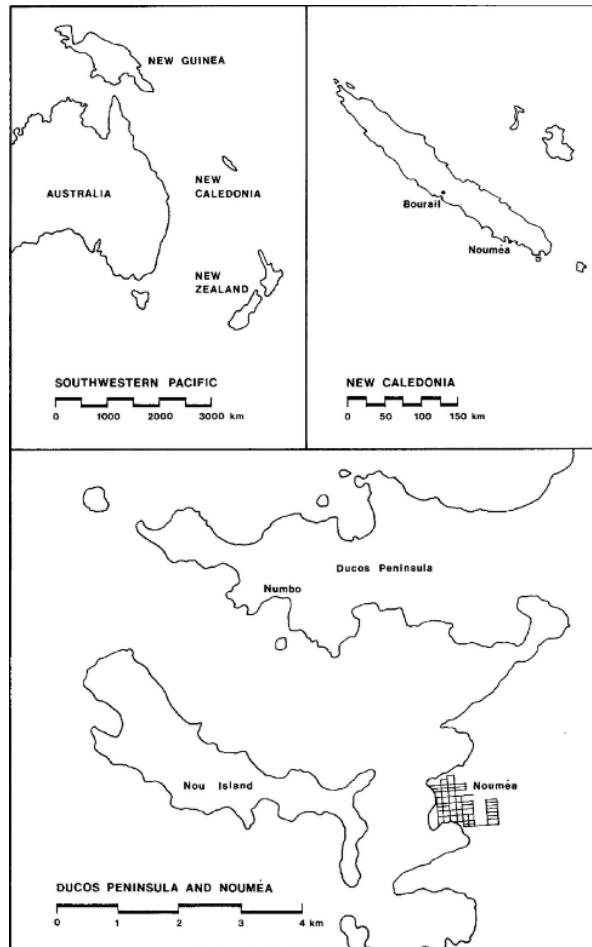 NEW GUINEA
AUSTRALIA
NEW
CALEDONIA
NEW
ZEALAND
SOUTHWESTERN PACIFIC
0 1000 2000 3000 km
Bourail
Nouméa
NEW CALEDONIA
0 50 100 150 km
Ducos Peninsula
Numbo
Nou Island
Nouméa
DUCOS PENINSULA AND NOUMÉA
0 1 2 3 4 km